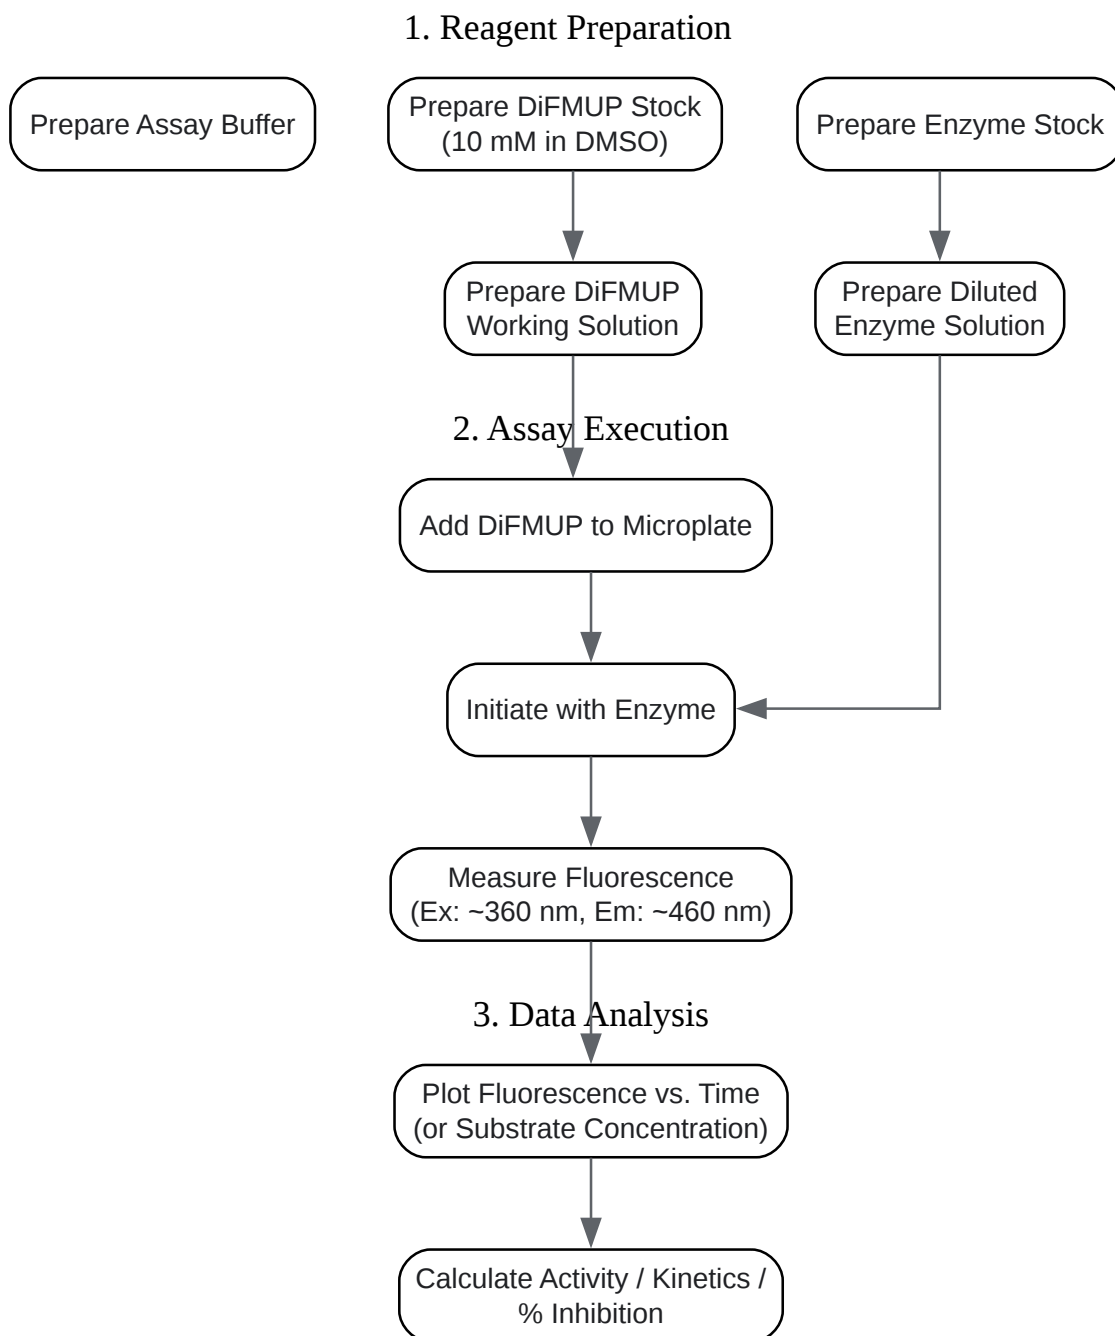 1. Reagent Preparation
Prepare Assay Buffer
Prepare DiFMUP Stock
(10 mM in DMSO)
Prepare Enzyme Stock
Prepare DiFMUP
Working Solution
Prepare Diluted
Enzyme Solution
2. Assay Execution
Add DiFMUP to Microplate
Initiate with Enzyme
Measure Fluorescence
(Ex: ~360 nm, Em: ~460 nm)
3. Data Analysis
Plot Fluorescence vs. Time
(or Substrate Concentration)
Calculate Activity / Kinetics /
% Inhibition